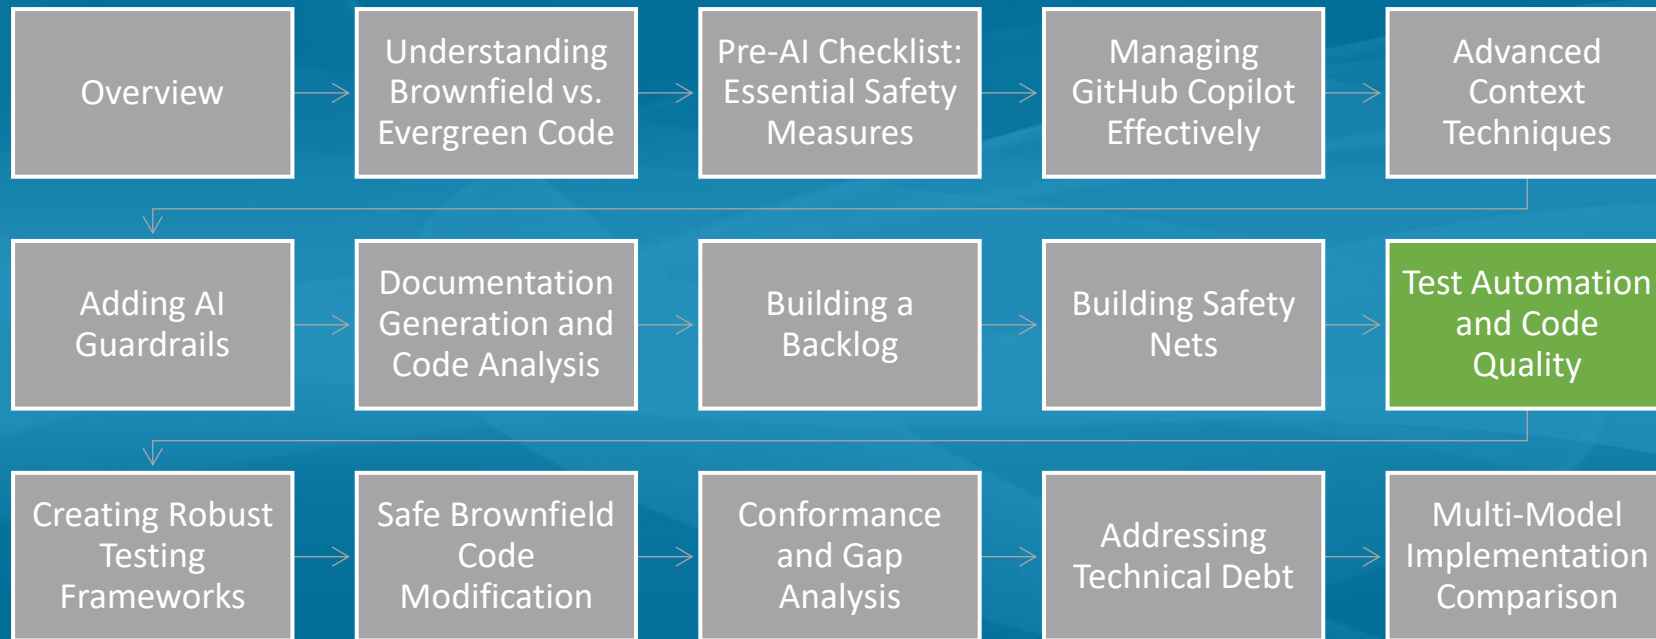 Overview
Understanding
Brownfield vs.
Evergreen Code
Pre-AI Checklist:
Essential Safety
Measures
Managing
GitHub Copilot
Effectively
Advanced
Context
Techniques
Adding AI
Guardrails
Documentation
Generation and
Code Analysis
Building a
Backlog
Building Safety
Nets
Test Automation
and Code
Quality
Creating Robust
Testing
Frameworks
Safe Brownfield
Code
Modification
Conformance
and Gap
Analysis
Addressing
Technical Debt
Multi-Model
Implementation
Comparison